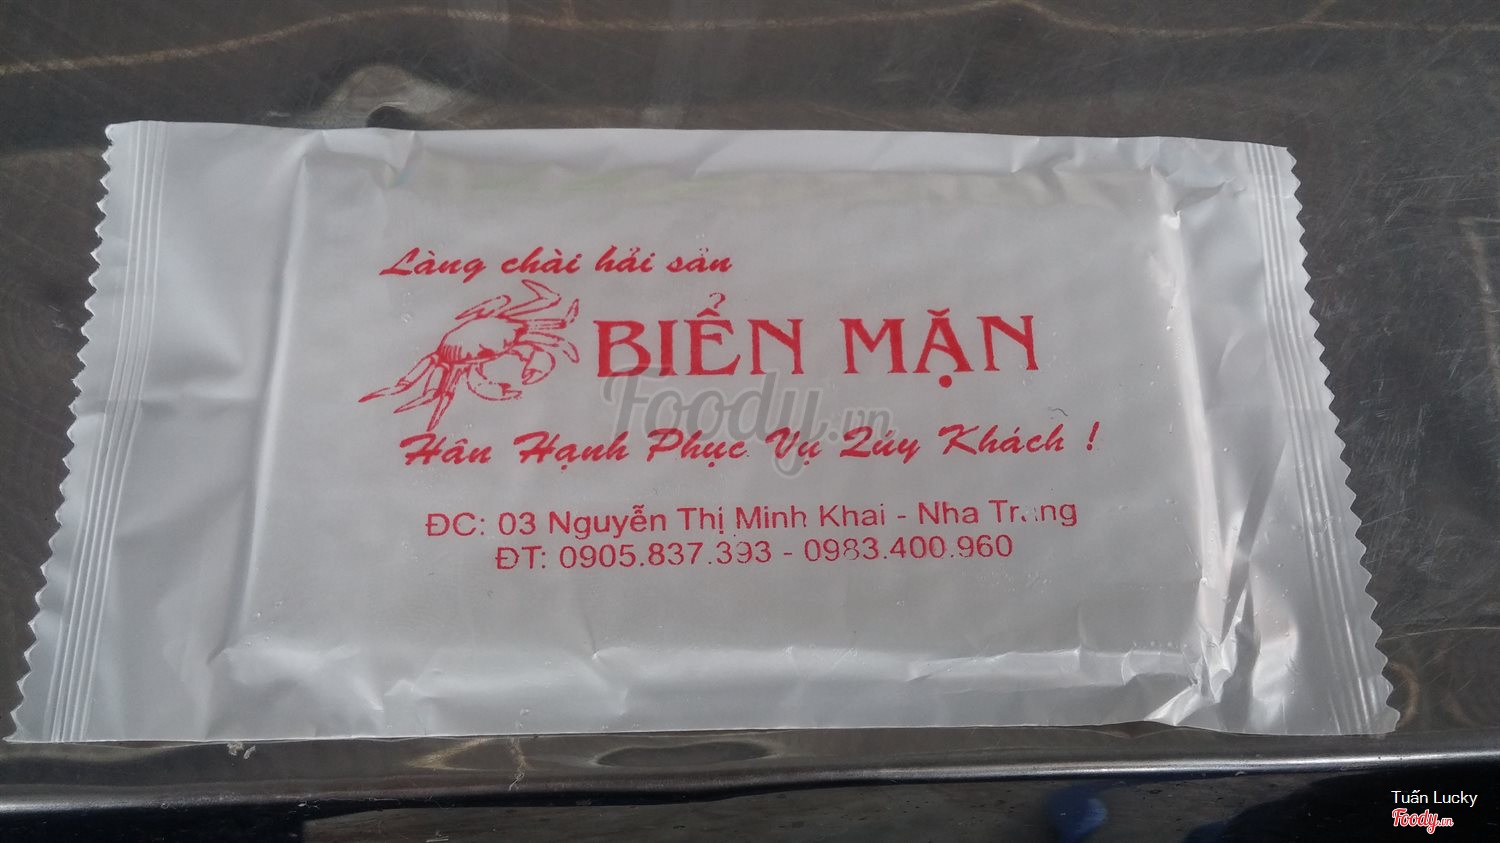 Làng chài hải sản
BIỂN MẶN
Foody.vn
Hân Hạnh Phục Vụ Qúy Khách !
ĐC: 03 Nguyễn Thị Minh Khai - Nha Trang
ĐT: 0905.837.393 - 0983.400.960
Tuấn Lucky
Foody.vn